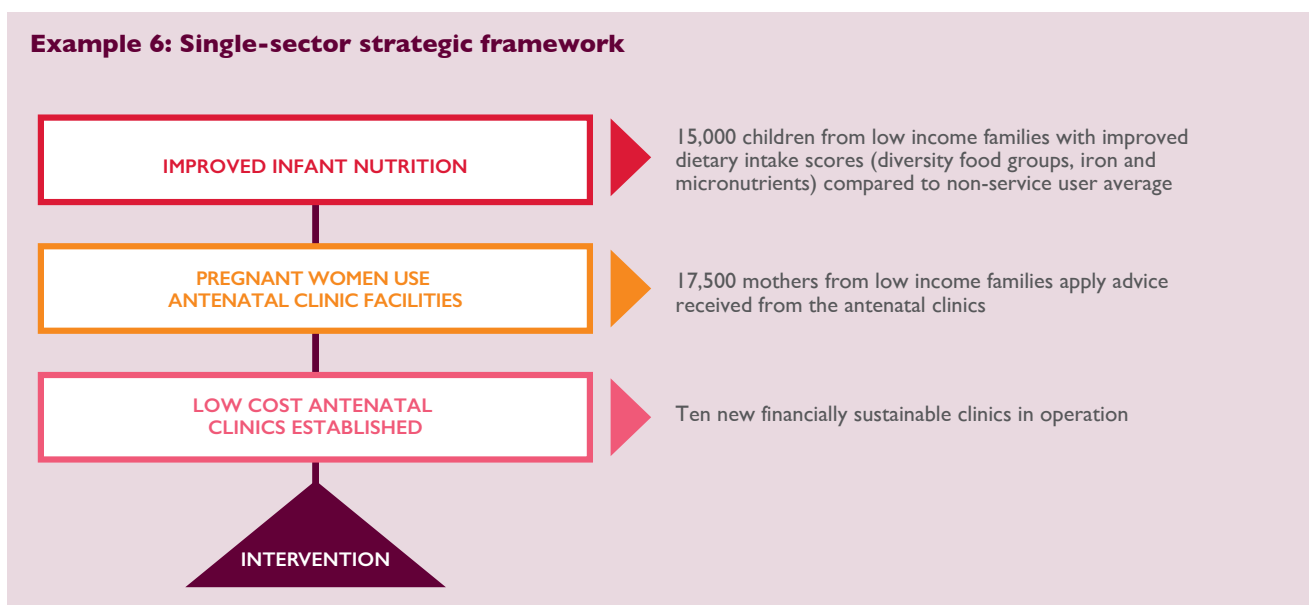 Example 6: Single-sector strategic framework
IMPROVED INFANT NUTRITION
15,000 children from low income families with improved
dietary intake scores (diversity food groups, iron and
micronutrients) compared to non-service user average
PREGNANT WOMEN USE
ANTENATAL CLINIC FACILITIES
17,500 mothers from low income families apply advice
received from the antenatal clinics
LOW COST ANTENATAL
CLINICS ESTABLISHED
Ten new financially sustainable clinics in operation
INTERVENTION